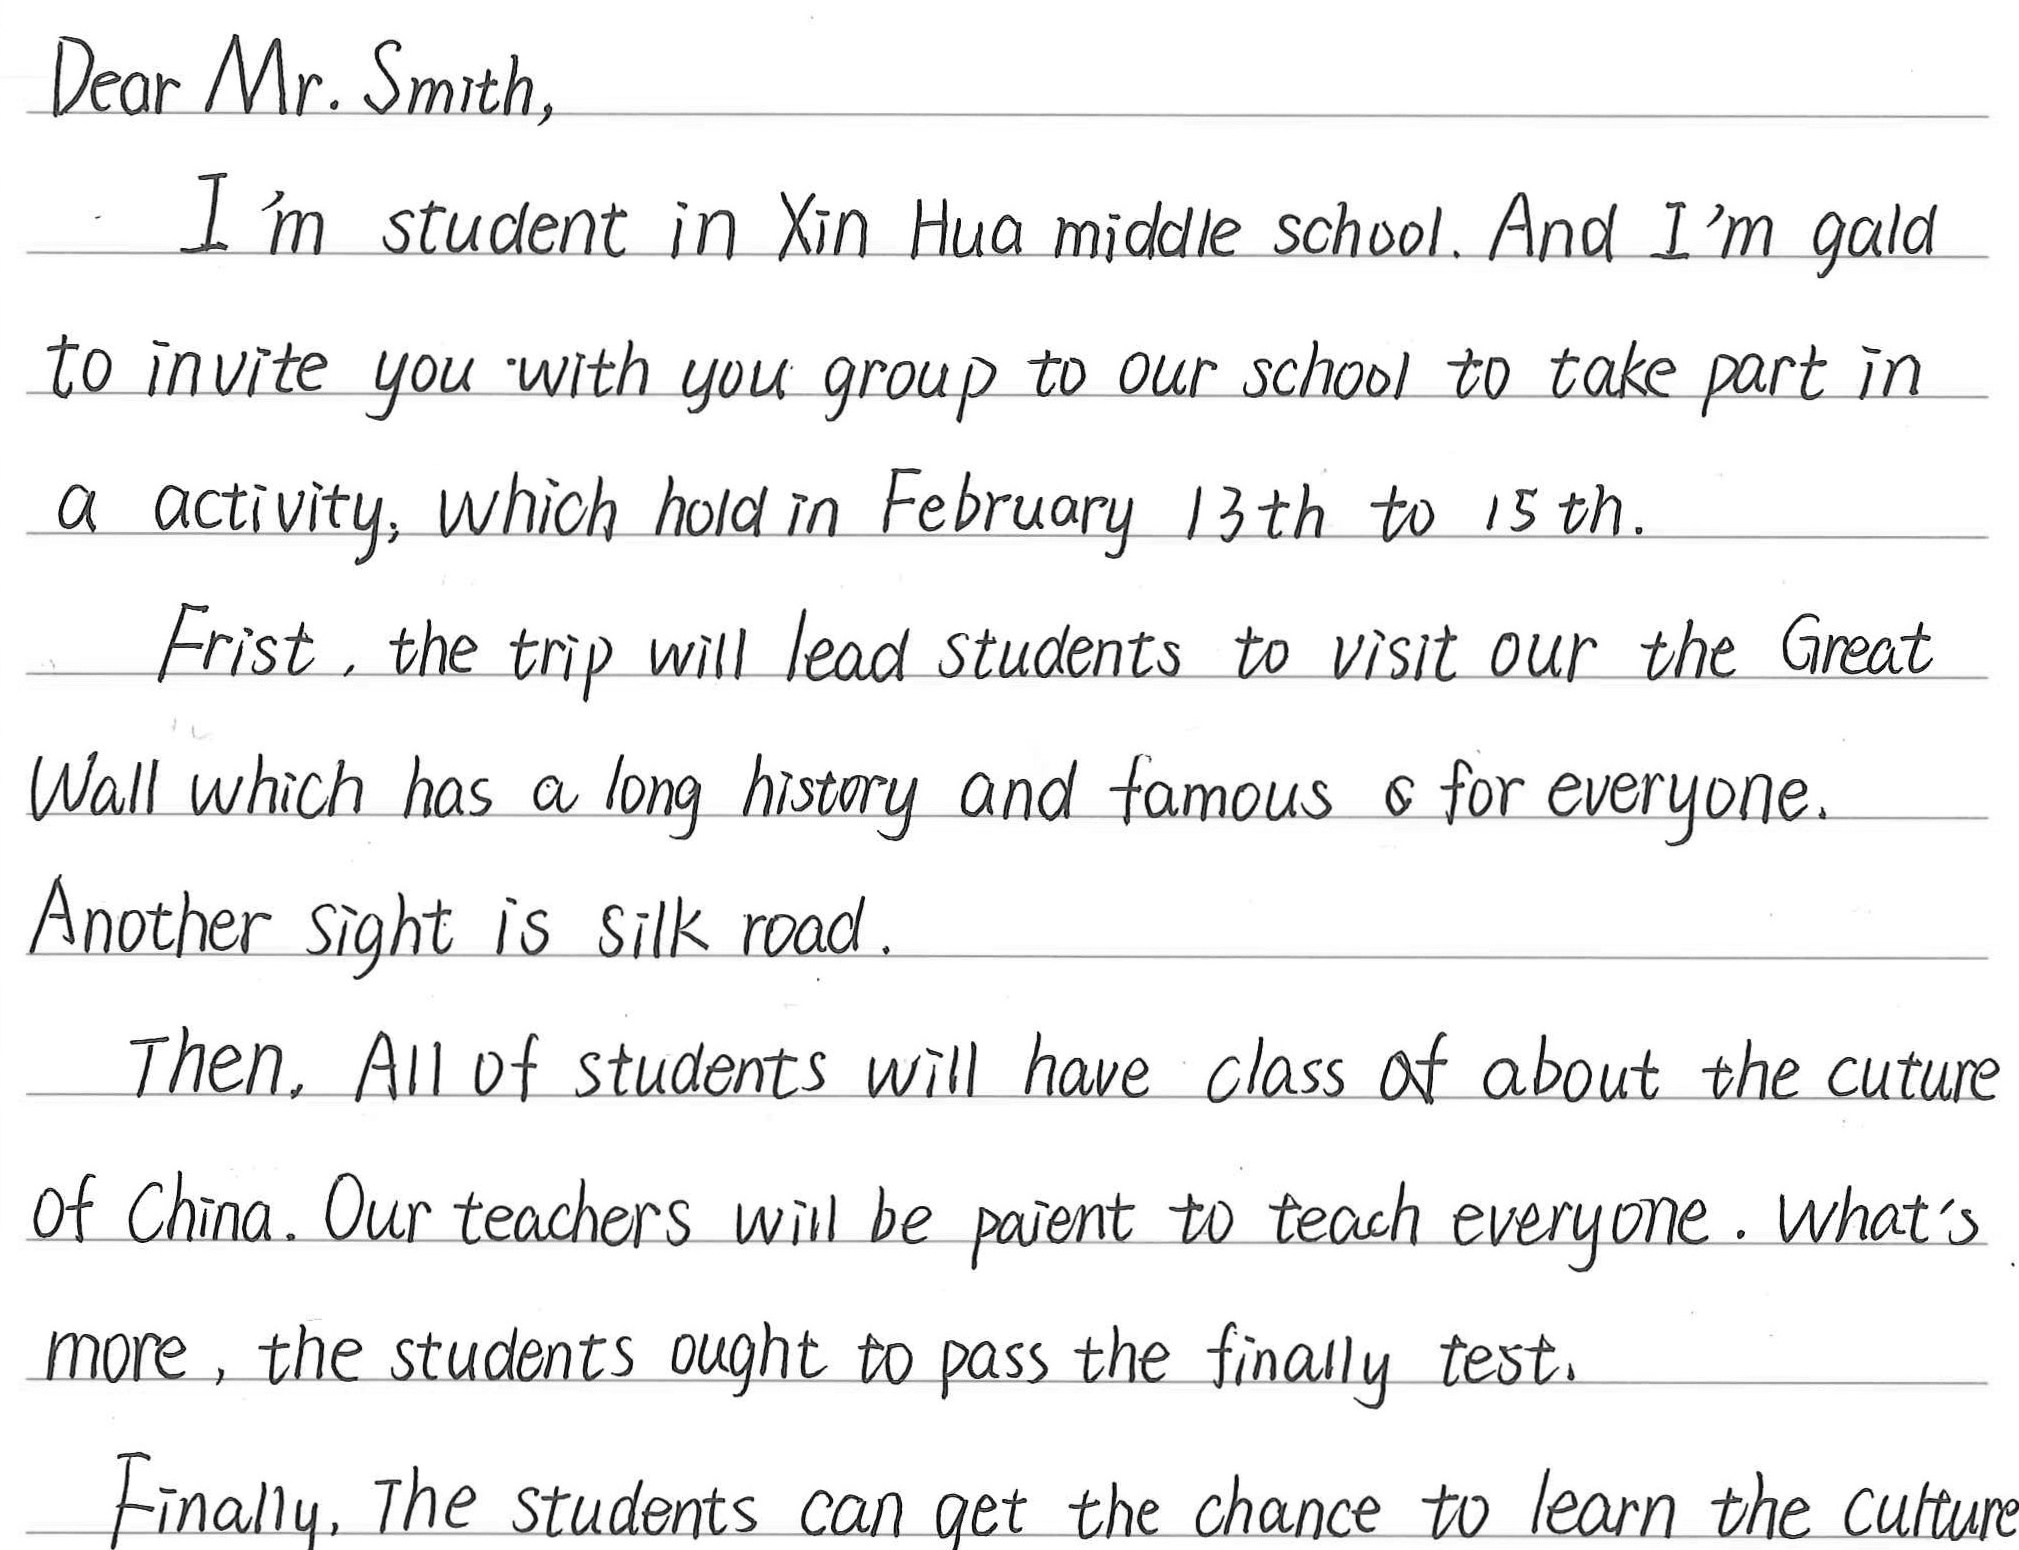 Dear Mr. Smith,
I'm student in Xin Hua middle school. And I'm gald
to invite you with you group to our school to take part in
a activity, which hold in February 13th to 15th.
Frist, the trip will lead students to visit our the Great
Wall which has a long history and famous for everyone.
Another sight is silk road.
Then, All of students will have class of about the cuture
of China. Our teachers will be paient to teach everyone. What's
more, the students ought to pass the finally test.
Finally, The students can get the chance to learn the culture